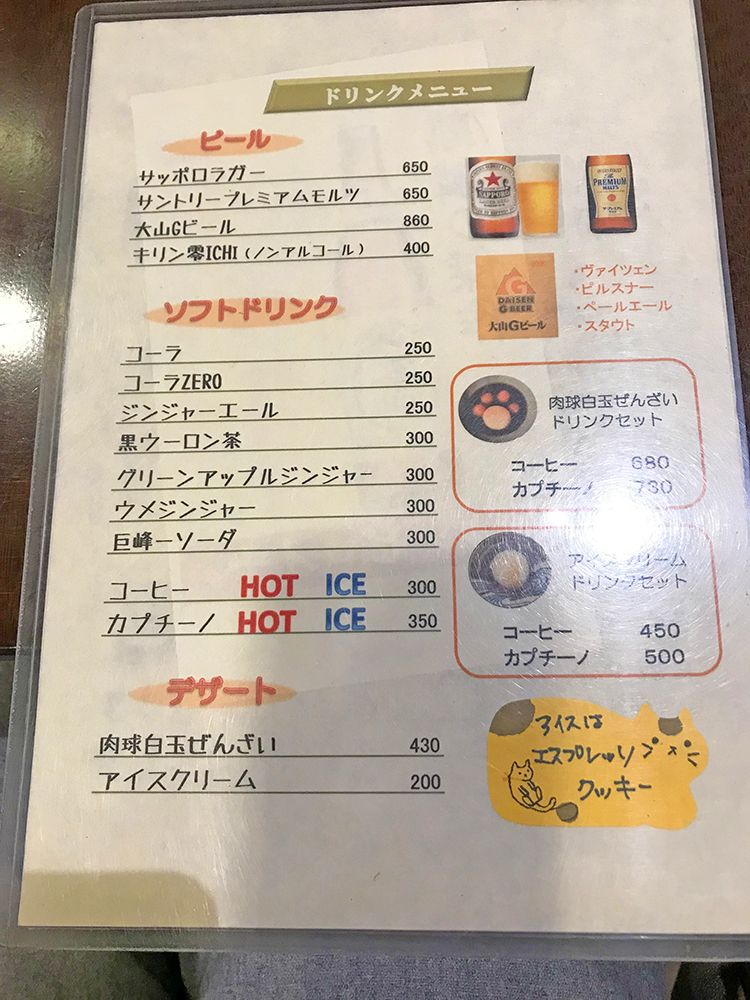 ドリンクメニュー
ビール
サッポロラガー 650
サントリープレミアムモルツ 650
大山Gビール 860
キリン零ICHI(ノンアルコール) 400
SAPPORO
The PREMIUM MALT'S
DAISEN
G BEER
大山Gビール
・ヴァイツェン
・ピルスナー
・ペールエール
・スタウト
ソフトドリンク
コーラ 250
コーラZERO 250
ジンジャーエール 250
黒ウーロン茶 300
グリーンアップルジンジャー 300
ウメジンジャー 300
巨峰ーソーダ 300
コーヒー HOT ICE 300
カプチーノ HOT ICE 350
肉球白玉ぜんざい
ドリンクセット
コーヒー 680
カプチーノ 730
アイスクリーム
ドリンクセット
コーヒー 450
カプチーノ 500
デザート
肉球白玉ぜんざい 430
アイスクリーム 200
アイスは
エスプレッソ
クッキー